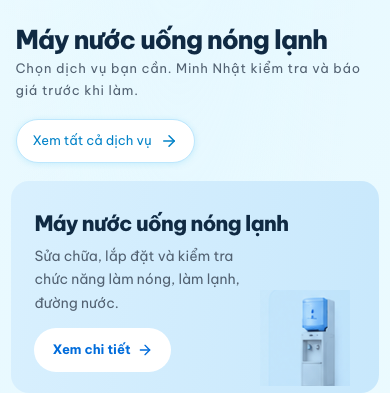 Máy nước uống nóng lạnh
Chọn dịch vụ bạn cần. Minh Nhật kiểm tra và báo
giá trước khi làm.
Xem tất cả dịch vụ →
Máy nước uống nóng lạnh
Sửa chữa, lắp đặt và kiểm tra
chức năng làm nóng, làm lạnh,
đường nước.
Xem chi tiết →